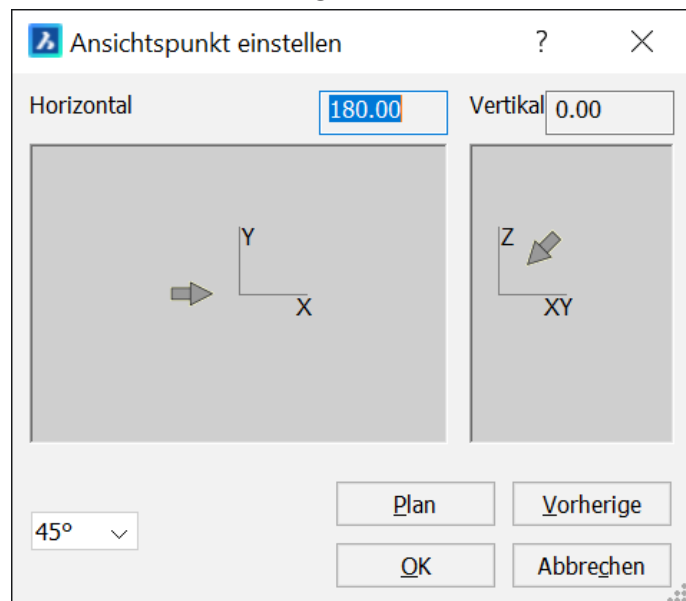 Ansichtspunkt einstellen ?
Horizontal 180.00 Vertikal 0.00
Y Z
X XY
Plan Vorherige
45°
OK Abbrechen